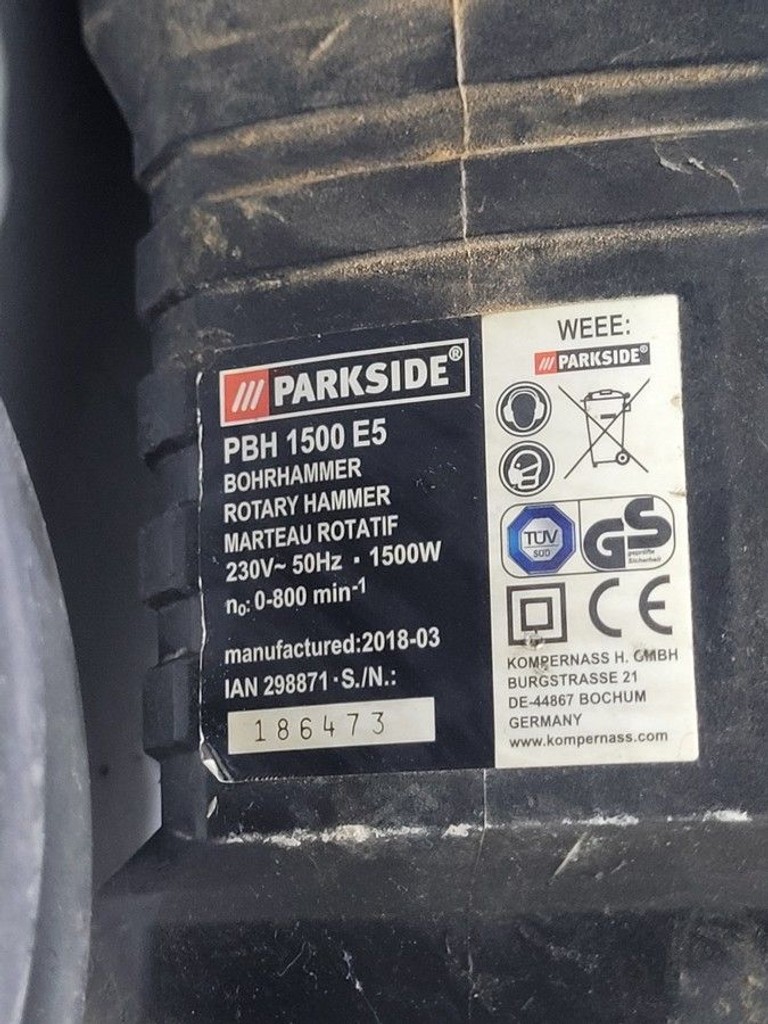 PARKSIDE®
PBH 1500 E5
BOHRHAMMER
ROTARY HAMMER
MARTEAU ROTATIF
230V~ 50Hz · 1500W
n₀: 0-800 min⁻¹
manufactured:2018-03
IAN 298871·S./N.:
186473
WEEE:
PARKSIDE®
TÜV
SÜD
GS
geprüfte
Sicherheit
CE
KOMPERNASS H. GMBH
BURGSTRASSE 21
DE-44867 BOCHUM
GERMANY
www.kompernass.com